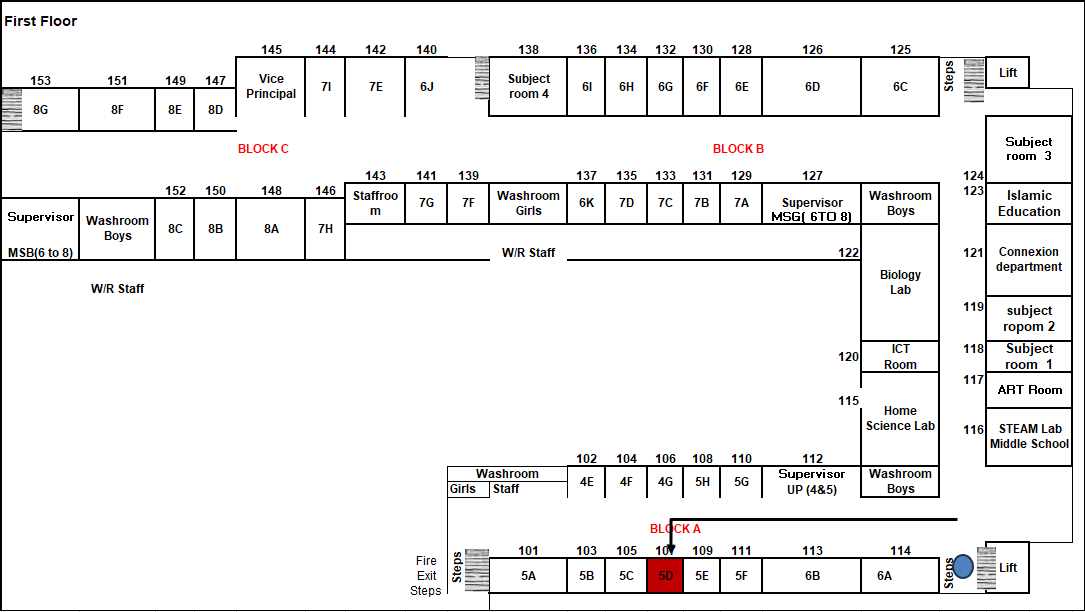 First Floor
145 144 142 140 138 136 134 132 130 128 126 125
153 151 149 147
Vice
Principal
7I 7E 6J
Subject
room 4
6I 6H 6G 6F 6E 6D 6C
Steps
Lift
8G 8F 8E 8D
BLOCK C
BLOCK B
Subject
room 3
124
152 150 148 146 143 141 139 137 135 133 131 129 127
123
Supervisor
MSB(6 to 8)
Washroom
Boys
8C 8B 8A 7H
Staffroo
m
7G 7F
Washroom
Girls
6K 7D 7C 7B 7A
Supervisor
MSG( 6TO 8)
Washroom
Boys
Islamic
Education
W/R Staff
122
121
Connexion
department
W/R Staff
Biology
Lab
119
subject
ropom 2
120
ICT
Room
118
Subject
room 1
117
ART Room
115
Home
Science Lab
116
STEAM Lab
Middle School
102 104 106 108 110 112
Washroom
Girls Staff
4E 4F 4G 5H 5G
Supervisor
UP (4&5)
Washroom
Boys
BLOCK A
101 103 105 109 111 113 114
Fire
Exit
Steps
Steps
5A 5B 5C 5D 5E 5F 6B 6A
Steps
Lift